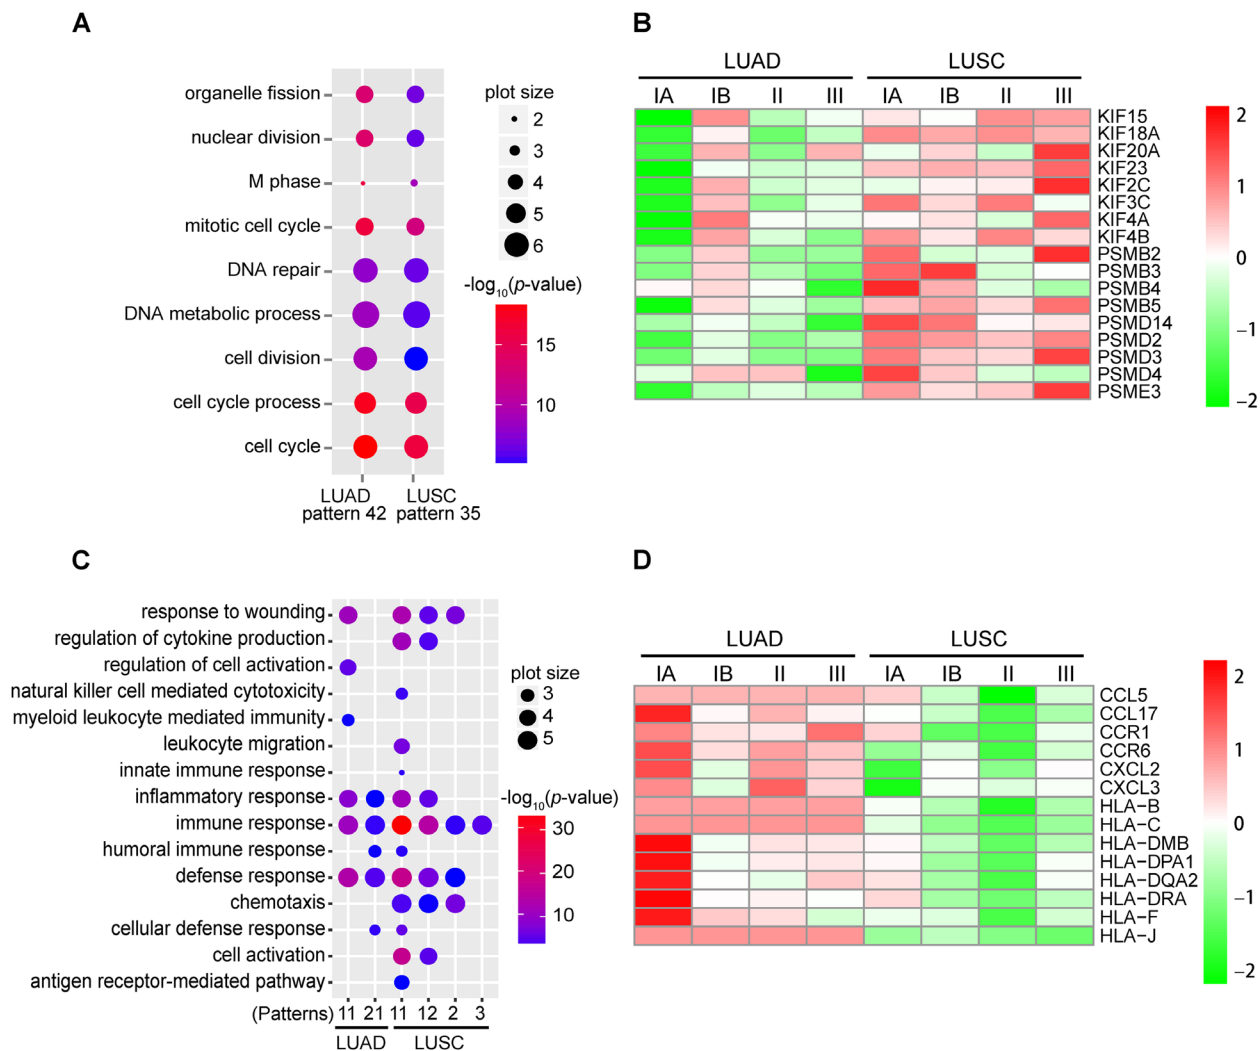 A
organelle fission
nuclear division
M phase
mitotic cell cycle
DNA repair
DNA metabolic process
cell division
cell cycle process
cell cycle
LUAD
pattern 42
LUSC
pattern 35
plot size
2
3
4
5
6
-log10(p-value)
15
10
B
LUAD LUSC
IA IB II III IA IB II III
KIF15
KIF18A
KIF20A
KIF23
KIF2C
KIF3C
KIF4A
KIF4B
PSMB2
PSMB3
PSMB4
PSMB5
PSMD14
PSMD2
PSMD3
PSMD4
PSME3
2
1
0
−1
−2
C
response to wounding
regulation of cytokine production
regulation of cell activation
natural killer cell mediated cytotoxicity
myeloid leukocyte mediated immunity
leukocyte migration
innate immune response
inflammatory response
immune response
humoral immune response
defense response
chemotaxis
cellular defense response
cell activation
antigen receptor-mediated pathway
(Patterns) 11 21 11 12 2 3
LUAD LUSC
plot size
3
4
5
-log10(p-value)
30
20
10
D
LUAD LUSC
IA IB II III IA IB II III
CCL5
CCL17
CCR1
CCR6
CXCL2
CXCL3
HLA−B
HLA−C
HLA−DMB
HLA−DPA1
HLA−DQA2
HLA−DRA
HLA−F
HLA−J
2
1
0
−1
−2